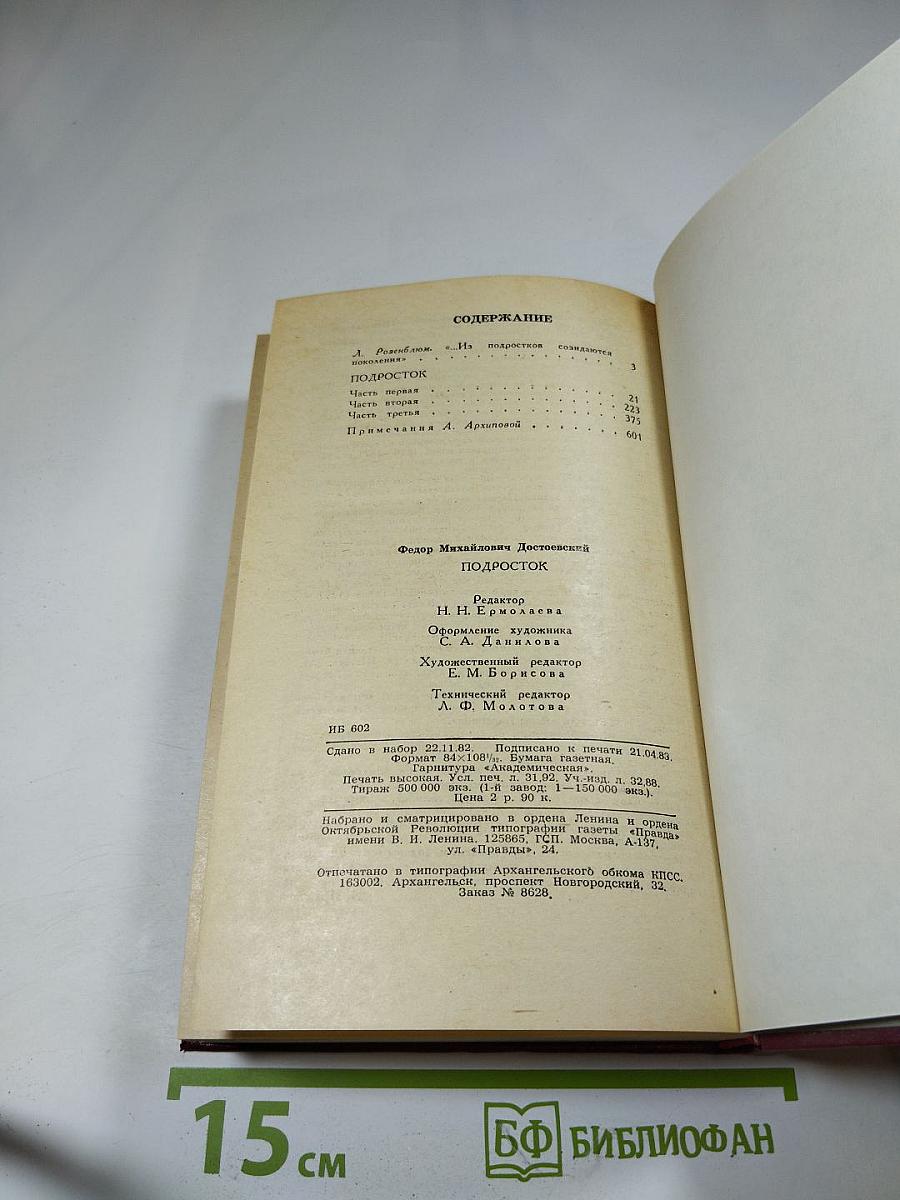 СОДЕРЖАНИЕ
Л. Розенблюм. «...Из подростков созидаются
поколения» . . . . . . . . . . . . 3
ПОДРОСТОК
Часть первая . . . . . . . . . . . . 21
Часть вторая . . . . . . . . . . . . 223
Часть третья . . . . . . . . . . . . 375
Примечания А. Архиповой . . . . . . . 601
Федор Михайлович Достоевский
ПОДРОСТОК
Редактор
Н. Н. Ермолаева
Оформление художника
С. А. Данилова
Художественный редактор
Е. М. Борисова
Технический редактор
Л. Ф. Молотова
ИБ 602
Сдано в набор 22.11.82. Подписано к печати 21.04.83.
Формат 84×108¹/₃₂. Бумага газетная.
Гарнитура «Академическая».
Печать высокая. Усл. печ. л. 31,92. Уч.-изд. л. 32,88.
Тираж 500 000 экз. (1-й завод: 1—150 000 экз.).
Цена 2 р. 90 к.
Набрано и сматрицировано в ордена Ленина и ордена
Октябрьской Революции типографии газеты «Правда»
имени В. И. Ленина. 125865, ГСП. Москва, А-137,
ул. «Правды», 24.
Отпечатано в типографии Архангельского обкома КПСС.
163002. Архангельск, проспект Новгородский, 32.
Заказ № 8628.
15 см
БФ БИБЛИОФАН